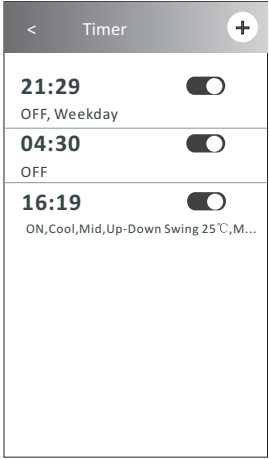 < Timer +
21:29
OFF, Weekday
04:30
OFF
16:19
ON,Cool,Mid,Up-Down Swing 25℃,M...